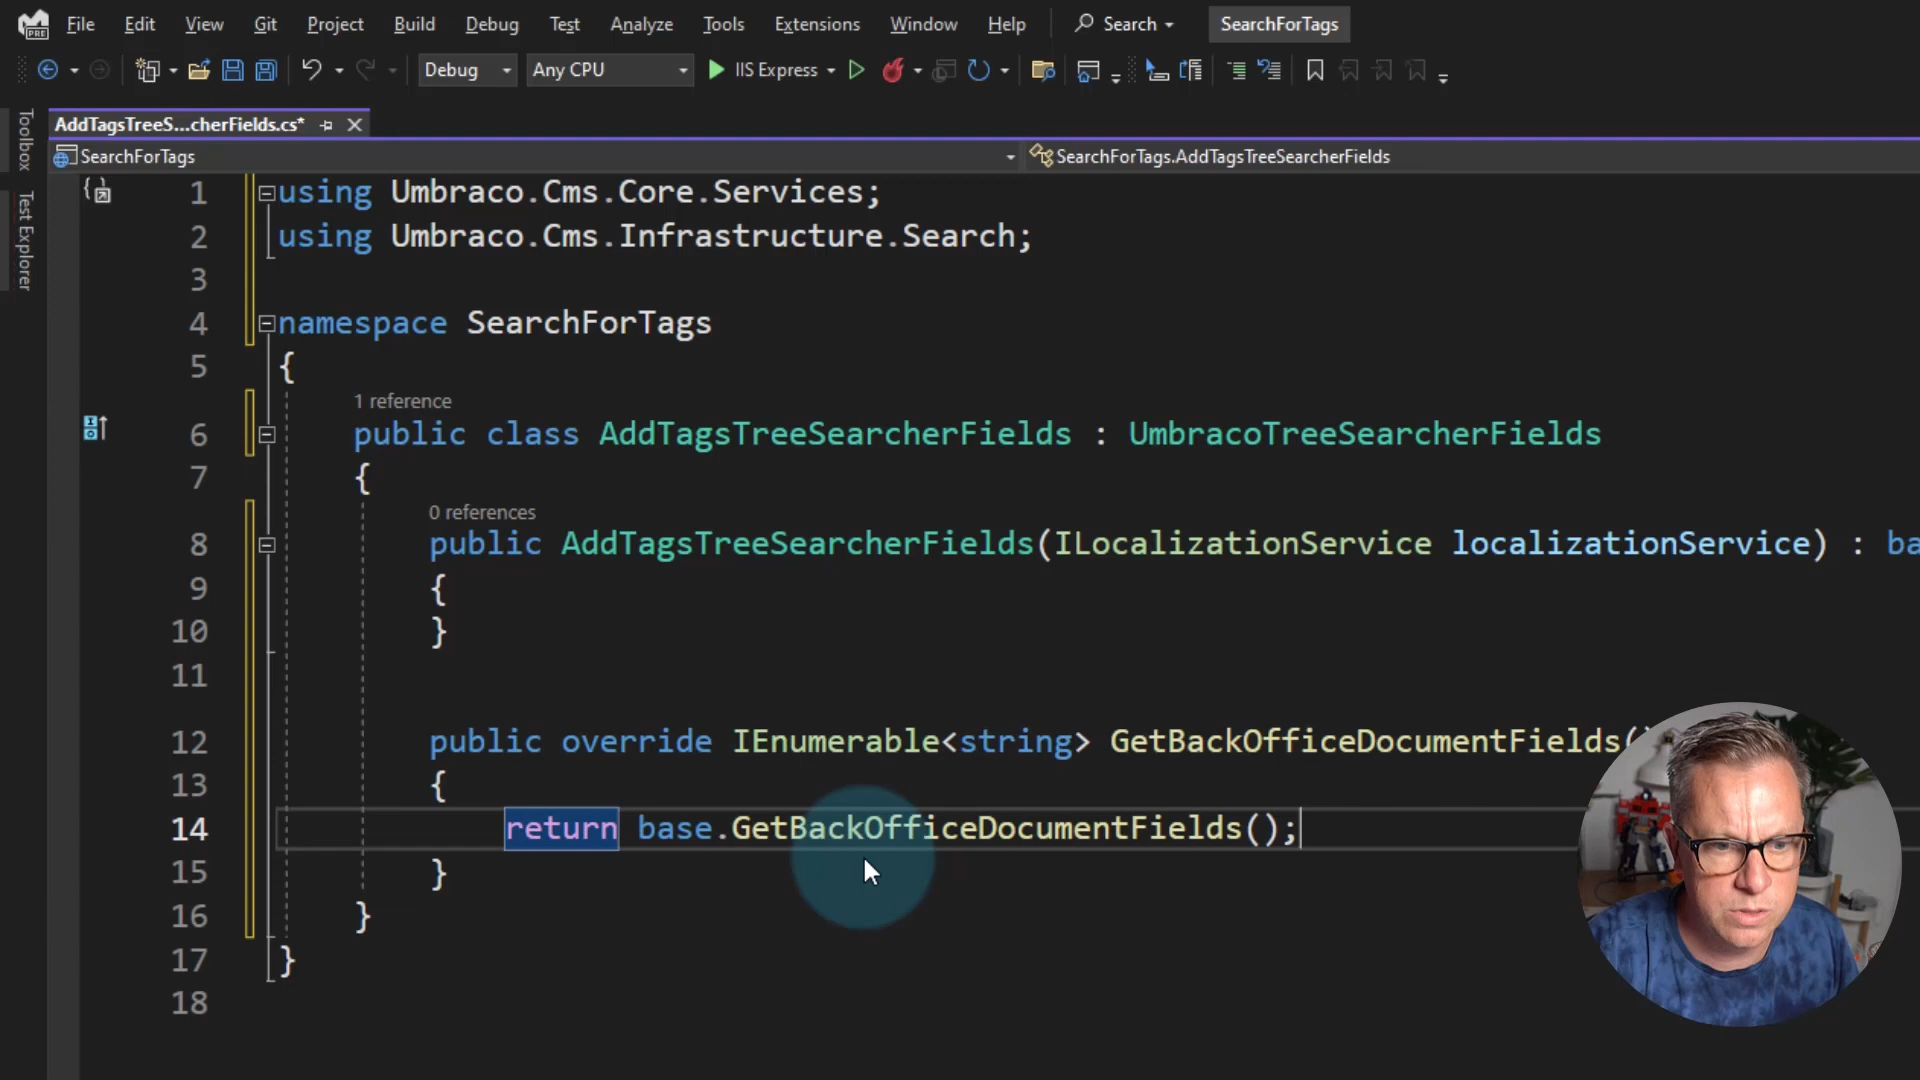 File Edit View Git Project Build Debug Test Analyze Tools Extensions Window Help Search SearchForTags
PRE
Debug Any CPU IIS Express
Toolbox
Test Explorer
AddTagsTreeS...cherFields.cs*
SearchForTags SearchForTags.AddTagsTreeSearcherFields
1 using Umbraco.Cms.Core.Services;
2 using Umbraco.Cms.Infrastructure.Search;
3
4 namespace SearchForTags
5 {
1 reference
6 public class AddTagsTreeSearcherFields : UmbracoTreeSearcherFields
7 {
0 references
8 public AddTagsTreeSearcherFields(ILocalizationService localizationService) : ba
9 {
10 }
11
12 public override IEnumerable<string> GetBackOfficeDocumentFields()
13 {
14 return base.GetBackOfficeDocumentFields();
15 }
16 }
17 }
18